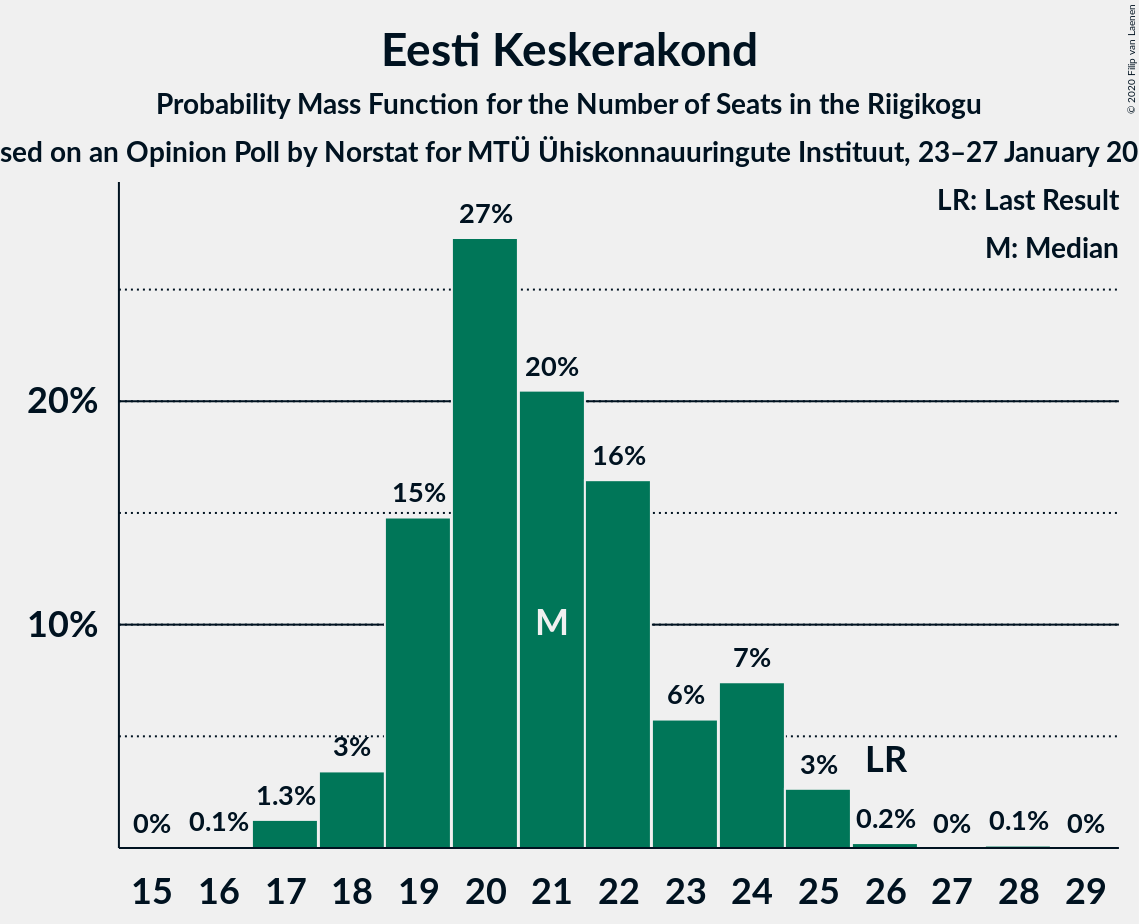 Eesti Keskerakond
Probability Mass Function for the Number of Seats in the Riigikogu
sed on an Opinion Poll by Norstat for MTÜ Ühiskonnauuringute Instituut, 23–27 January 20
© 2020 Filip van Laenen
LR: Last Result
M: Median
27%
20%
20%
16%
15%
M
10%
7%
6%
3%
LR
3%
1.3%
0% 0.1% 0.2% 0% 0.1% 0%
15 16 17 18 19 20 21 22 23 24 25 26 27 28 29